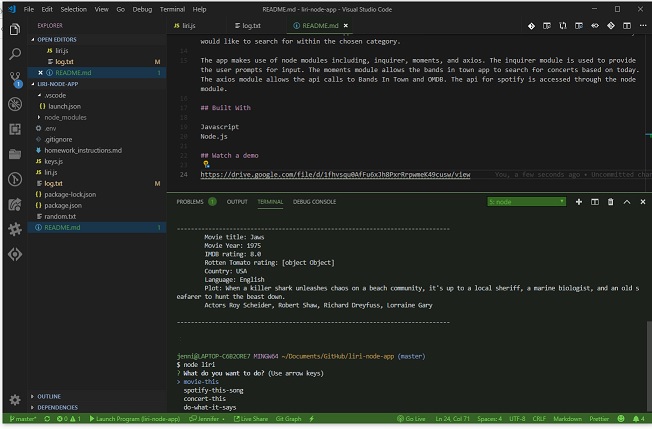 File Edit Selection View Go Debug Terminal Help
README.md - liri-node-app - Visual Studio Code
EXPLORER
OPEN EDITORS
liri.js
log.txt M
README.md 1
LIRI-NODE-APP
.vscode
launch.json
node_modules
.env
.gitignore
homework_instructions.md
keys.js
liri.js
log.txt M
package-lock.json
package.json
random.txt
README.md 1
OUTLINE
DEPENDENCIES
liri.js log.txt README.md
would like to search for within the chosen category.
14
15 The app makes use of node modules including, inquirer, moments, and axios. The inquirer module is used to provide
the user prompts for input. The moments module allows the bands in town app to search for concerts based on today.
The axios module allows the api calls to Bands In Town and OMDB. The api for spotify is accessed through the node
module.
16
17 ## Built With
18
19 Javascript
20 Node.js
21
22 ## Watch a demo
23
24 You, a few seconds ago • Uncommitted chan
PROBLEMS 1 OUTPUT TERMINAL DEBUG CONSOLE 5: node
Movie title: Jaws
Movie Year: 1975
IMDB rating: 8.0
Rotten Tomato rating: [object Object]
Country: USA
Language: English
Plot: When a killer shark unleashes chaos on a beach community, it's up to a local sheriff, a marine biologist, and an old s
eafarer to hunt the beast down.
Actors Roy Scheider, Robert Shaw, Richard Dreyfuss, Lorraine Gary
jenni@LAPTOP-C6B2ORE7 MINGW64 ~/Documents/GitHub/liri-node-app (master)
$ node liri
? What do you want to do? (Use arrow keys)
> movie-this
spotify-this-song
concert-this
do-what-it-says
master* 0 1 Launch Program (liri-node-app) Jennifer Live Share Git Graph Go Live Ln 24, Col 71 Spaces: 4 UTF-8 CRLF Markdown Prettier 4